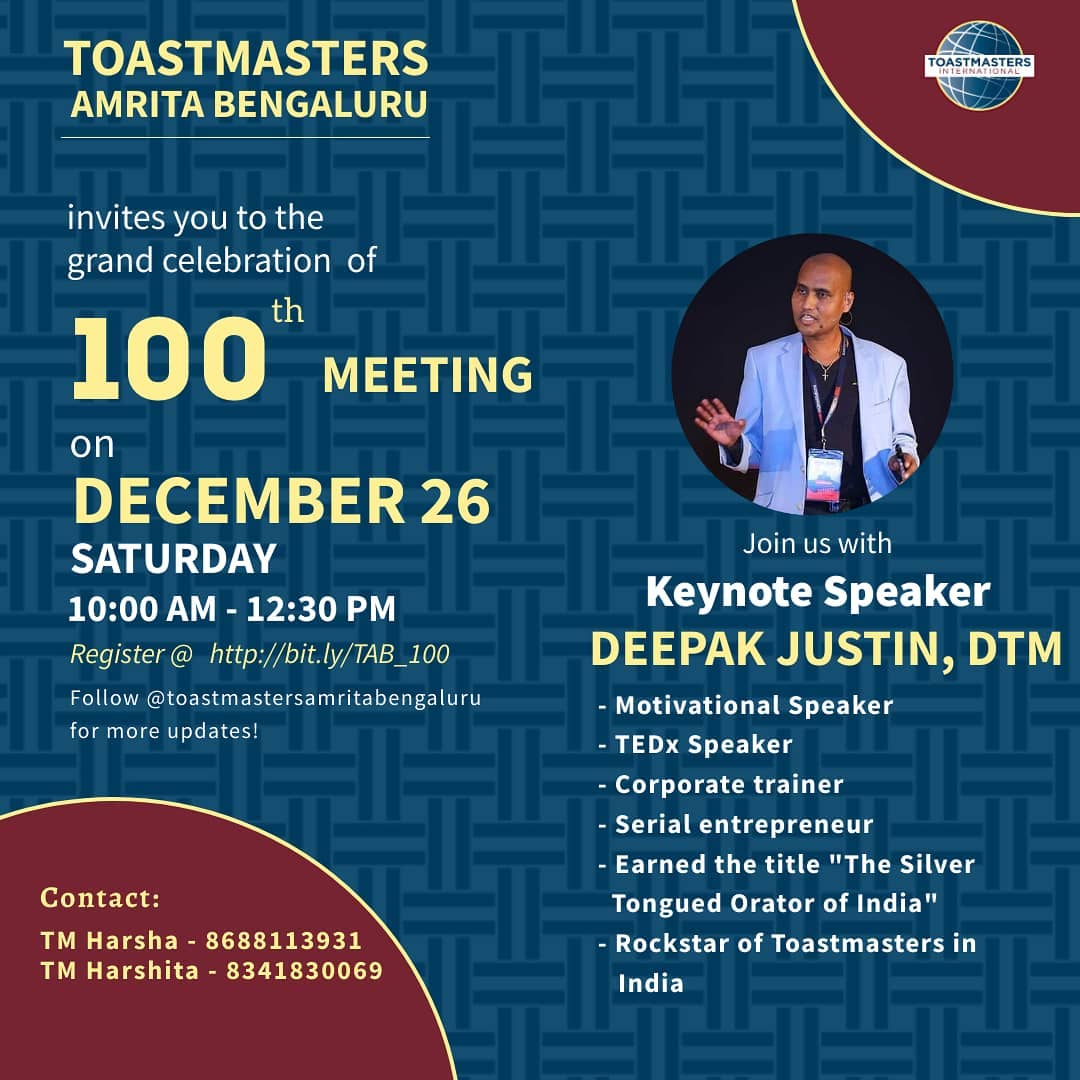 TOASTMASTERS
AMRITA BENGALURU
TOASTMASTERS
INTERNATIONAL
invites you to the
grand celebration of
100th MEETING
on
DECEMBER 26
SATURDAY
10:00 AM - 12:30 PM
Register @ http://bit.ly/TAB_100
Follow @toastmastersamritabengaluru
for more updates!
Join us with
Keynote Speaker
DEEPAK JUSTIN, DTM
- Motivational Speaker
- TEDx Speaker
- Corporate trainer
- Serial entrepreneur
- Earned the title "The Silver
Tongued Orator of India"
- Rockstar of Toastmasters in
India
Contact:
TM Harsha - 8688113931
TM Harshita - 8341830069